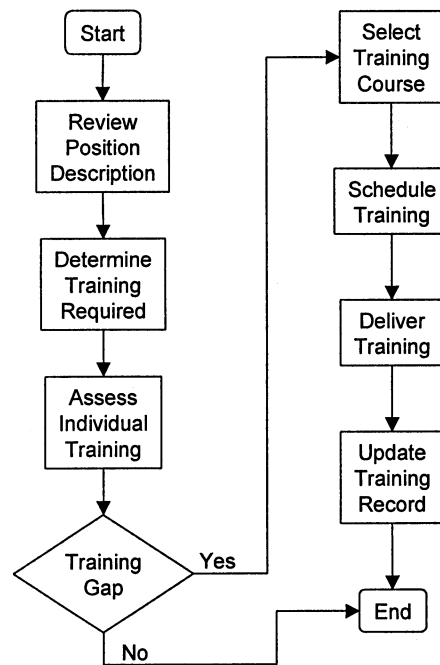 Start
Review
Position
Description
Determine
Training
Required
Assess
Individual
Training
Training
Gap
Yes
No
Select
Training
Course
Schedule
Training
Deliver
Training
Update
Training
Record
End